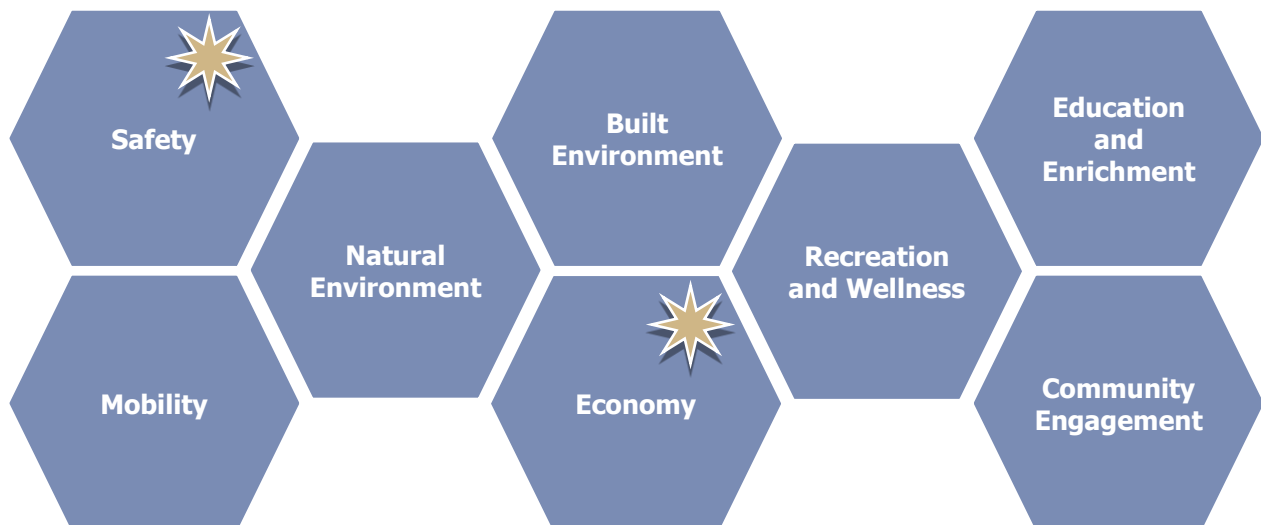 Safety
Mobility
Natural
Environment
Built
Environment
Economy
Recreation
and Wellness
Education
and
Enrichment
Community
Engagement